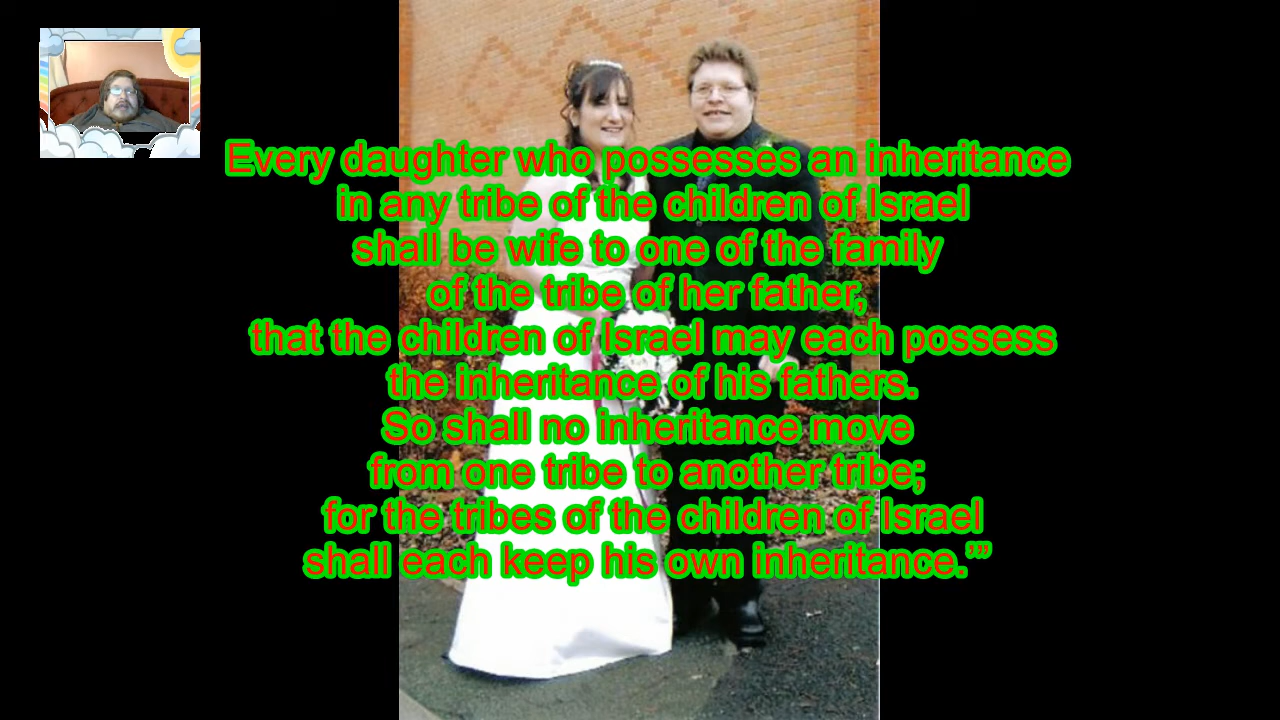 Every daughter who possesses an inheritance
in any tribe of the children of Israel
shall be wife to one of the family
of the tribe of her father,
that the children of Israel may each possess
the inheritance of his fathers.
So shall no inheritance move
from one tribe to another tribe;
for the tribes of the children of Israel
shall each keep his own inheritance.’”